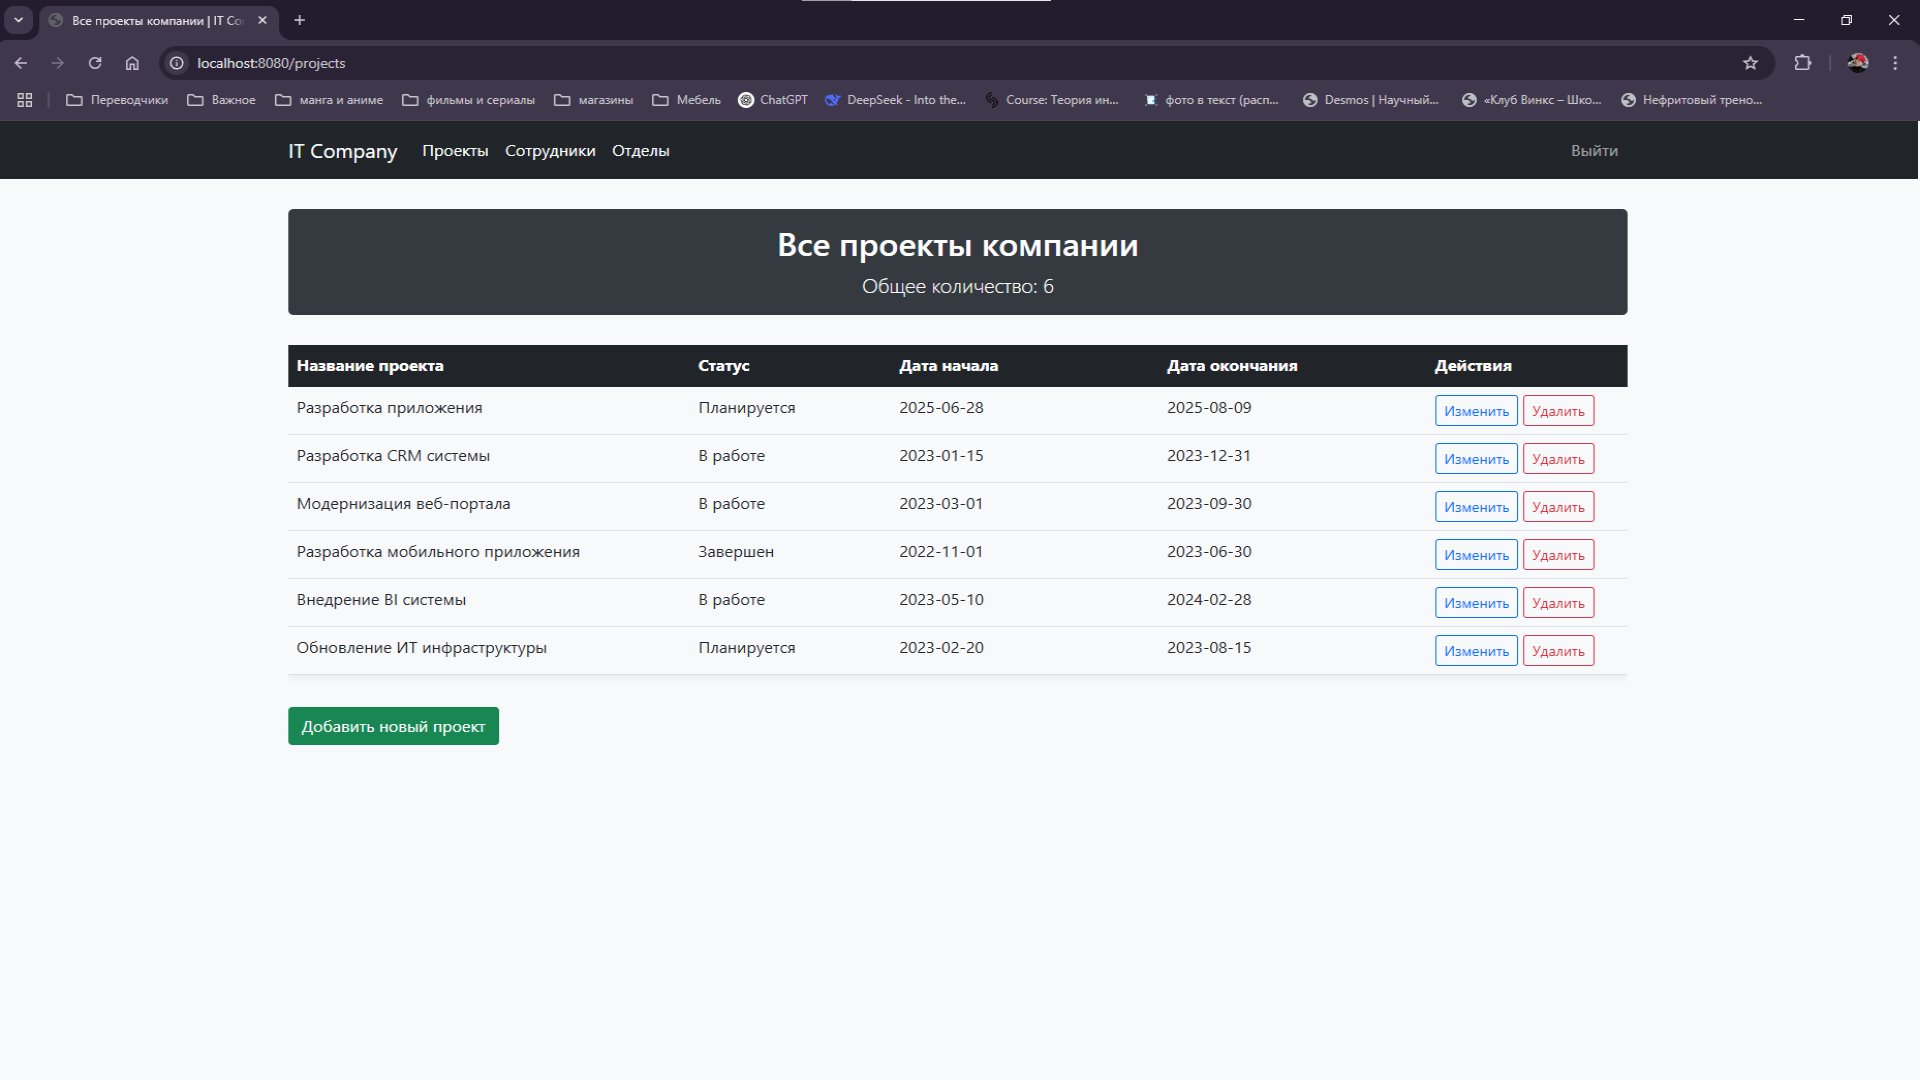 Все проекты компании | IT Co
localhost:8080/projects
Переводчики Важное манга и аниме фильмы и сериалы магазины Мебель ChatGPT DeepSeek - Into the... Course: Теория ин... фото в текст (расп... Desmos | Научный... «Клуб Винкс – Шко... Нефритовый трено...
IT Company Проекты Сотрудники Отделы Выйти
Все проекты компании
Общее количество: 6
Название проекта Статус Дата начала Дата окончания Действия
Разработка приложения Планируется 2025-06-28 2025-08-09 Изменить Удалить
Разработка CRM системы В работе 2023-01-15 2023-12-31 Изменить Удалить
Модернизация веб-портала В работе 2023-03-01 2023-09-30 Изменить Удалить
Разработка мобильного приложения Завершен 2022-11-01 2023-06-30 Изменить Удалить
Внедрение BI системы В работе 2023-05-10 2024-02-28 Изменить Удалить
Обновление ИТ инфраструктуры Планируется 2023-02-20 2023-08-15 Изменить Удалить
Добавить новый проект